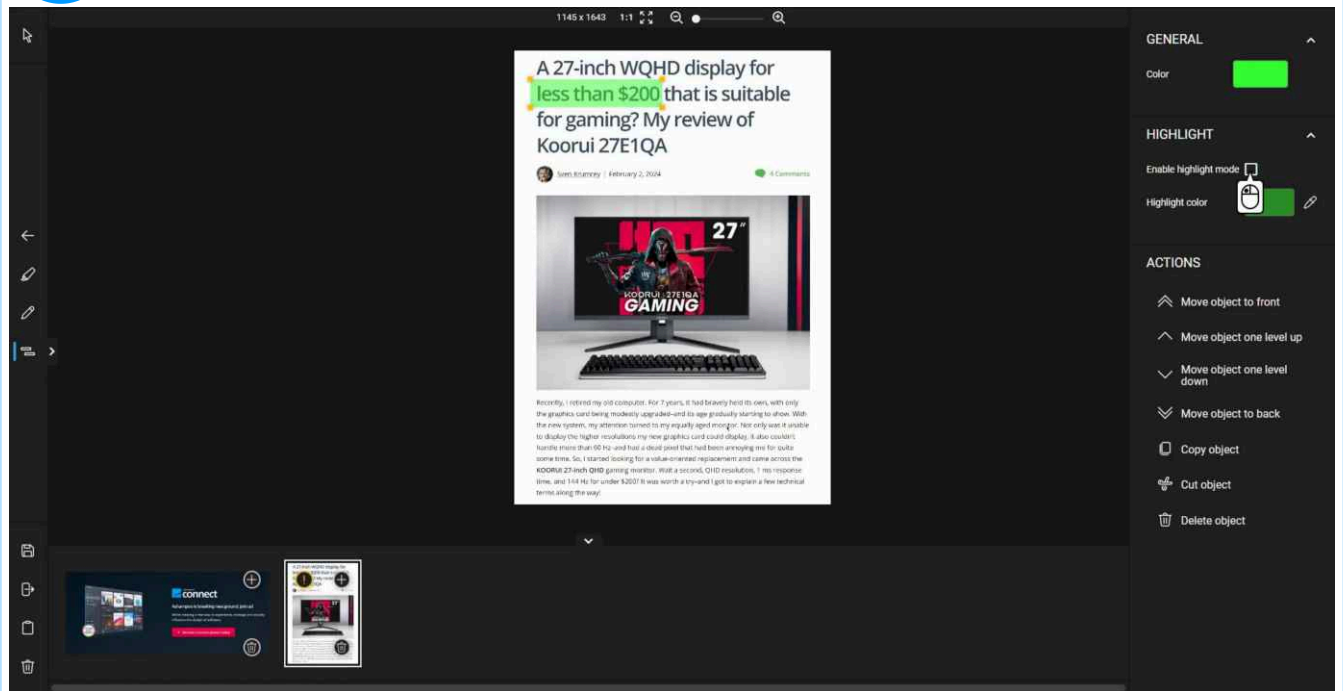 1145 x 1643 1:1
GENERAL
Color
HIGHLIGHT
Enable highlight mode
Highlight color
ACTIONS
Move object to front
Move object one level up
Move object one level
down
Move object to back
Copy object
Cut object
Delete object
A 27-inch WQHD display for
less than $200 that is suitable
for gaming? My review of
Koorui 27E1QA
Sven Krumrey | February 2, 2024
4 Comments
27"
KOORUI 27E1QA
GAMING
Recently, I retired my old computer. For 7 years, it had bravely held its own, with only
the graphics card being modestly upgraded–and its age gradually starting to show. With
the new system, my attention turned to my equally aged monitor. Not only was it unable
to display the higher resolutions my new graphics card could display, it also couldn't
handle more than 60 Hz -and had a dead pixel that had been annoying me for quite
some time. So, I started looking for a value-oriented replacement and came across the
KOORUI 27-inch QHD gaming monitor. Wait a second, QHD resolution, 1 ms response
time, and 144 Hz for under $200? It was worth a try–and I got to explain a few technical
terms along the way!
connect